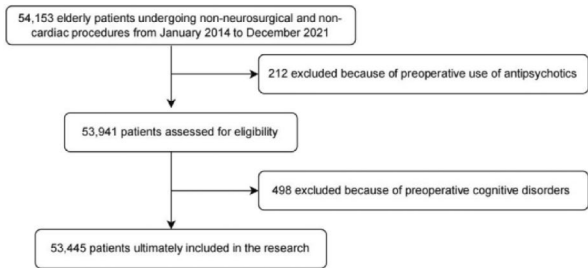 54,153 elderly patients undergoing non-neurosurgical and non-
cardiac procedures from January 2014 to December 2021
212 excluded because of preoperative use of antipsychotics
53,941 patients assessed for eligibility
498 excluded because of preoperative cognitive disorders
53,445 patients ultimately included in the research